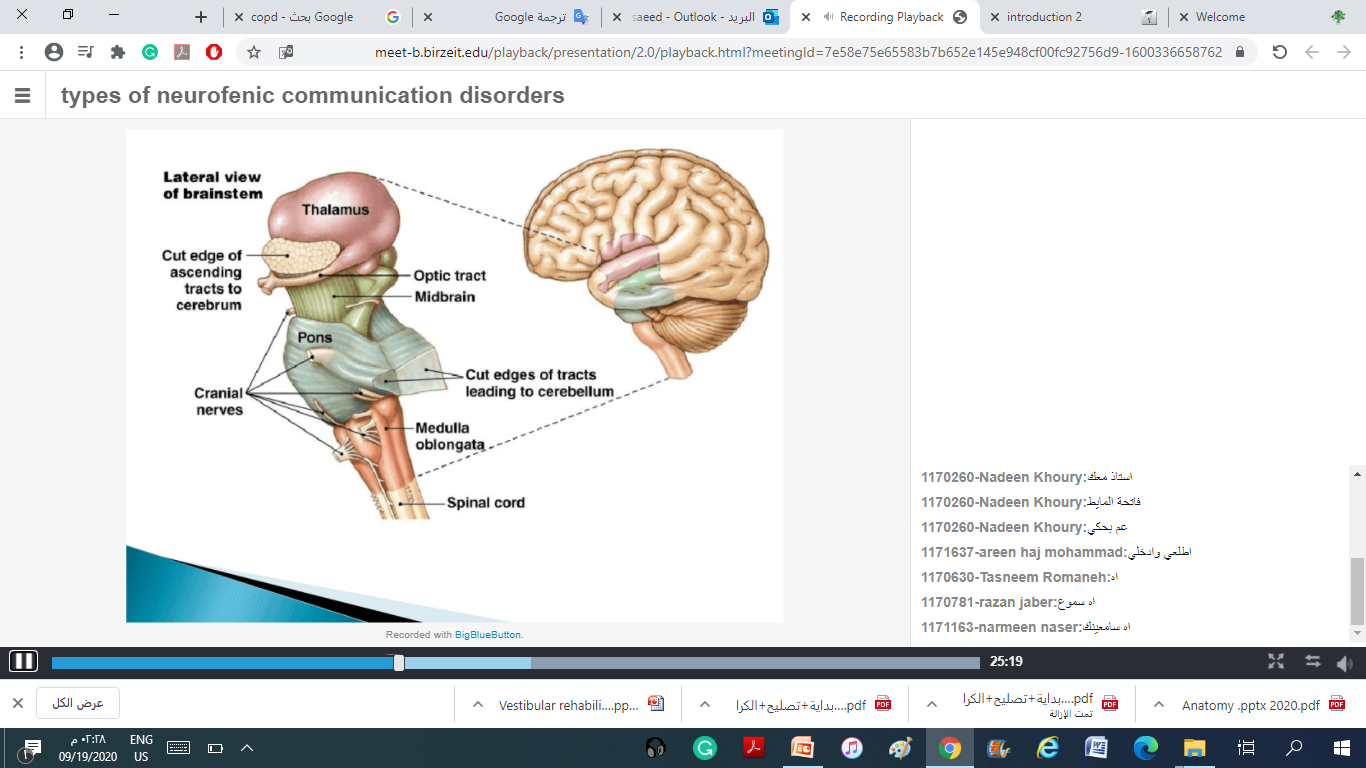 copd - بحث Google
ترجمة Google
saeed - Outlook - البريد
Recording Playback
introduction 2
Welcome
meet-b.birzeit.edu/playback/presentation/2.0/playback.html?meetingId=7e58e75e65583b7b652e145e948cf00fc92756d9-1600336658762
types of neurofenic communication disorders
Lateral view
of brainstem
Thalamus
Cut edge of
ascending
tracts to
cerebrum
Optic tract
Midbrain
Pons
Cut edges of tracts
leading to cerebellum
Cranial
nerves
Medulla
oblongata
Spinal cord
1170260-Nadeen Khoury:استاذ معك
1170260-Nadeen Khoury:فاتحة المايط
1170260-Nadeen Khoury:عم بحكي
1171637-areen haj mohammad:اطلعي وادخلي
1170630-Tasneem Romaneh:اه
1170781-razan jaber:اه سموع
1171163-narmeen naser:اه سامعينك
Recorded with BigBlueButton.
25:19
عرض الكل
Vestibular rehabili....pp...
بداية+تصليح+الكرا....pdf
بداية+تصليح+الكرا....pdf
تمت الإزالة
Anatomy .pptx 2020.pdf
٠٢:٢٨ م
09/19/2020
ENG
US